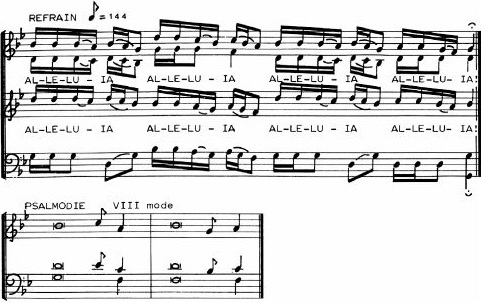 REFRAIN ♪=144
AL-LE-LU - IA AL-LE-LU - IA AL-LE-LU - IA AL-LE-LU-IA!
AL-LE-LU - IA AL-LE-LU - IA AL-LE-LU - IA AL-LE-LU-IA!
PSALMODIE VIII mode